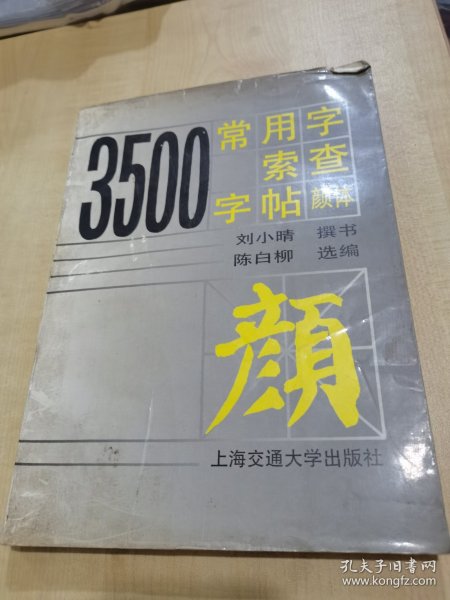 3500
常用字
索查
字帖 颜体
刘小晴 撰书
陈白柳 选编
顔
上海交通大学出版社
孔夫子旧书网
www.kongfz.com